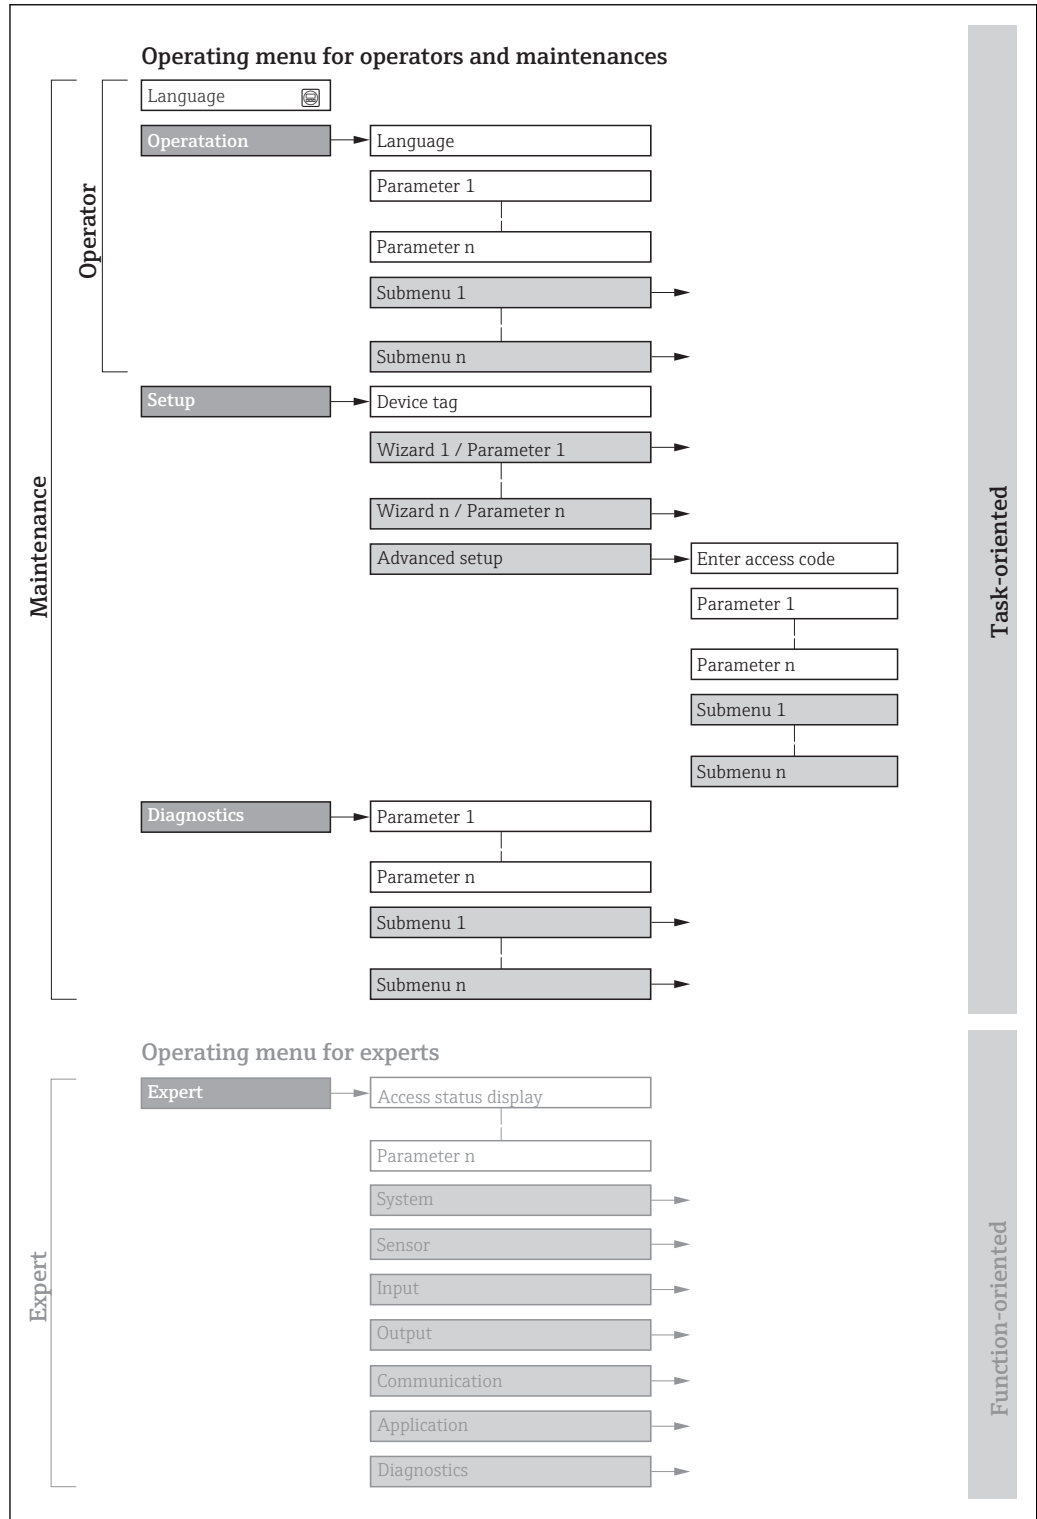 Operating menu for operators and maintenances
Language
Operatation
Language
Parameter 1
Parameter n
Submenu 1
Submenu n
Setup
Device tag
Wizard 1 / Parameter 1
Wizard n / Parameter n
Advanced setup
Enter access code
Parameter 1
Parameter n
Submenu 1
Submenu n
Diagnostics
Parameter 1
Parameter n
Submenu 1
Submenu n
Operator
Maintenance
Task-oriented
Operating menu for experts
Expert
Access status display
Parameter n
System
Sensor
Input
Output
Communication
Application
Diagnostics
Expert
Function-oriented